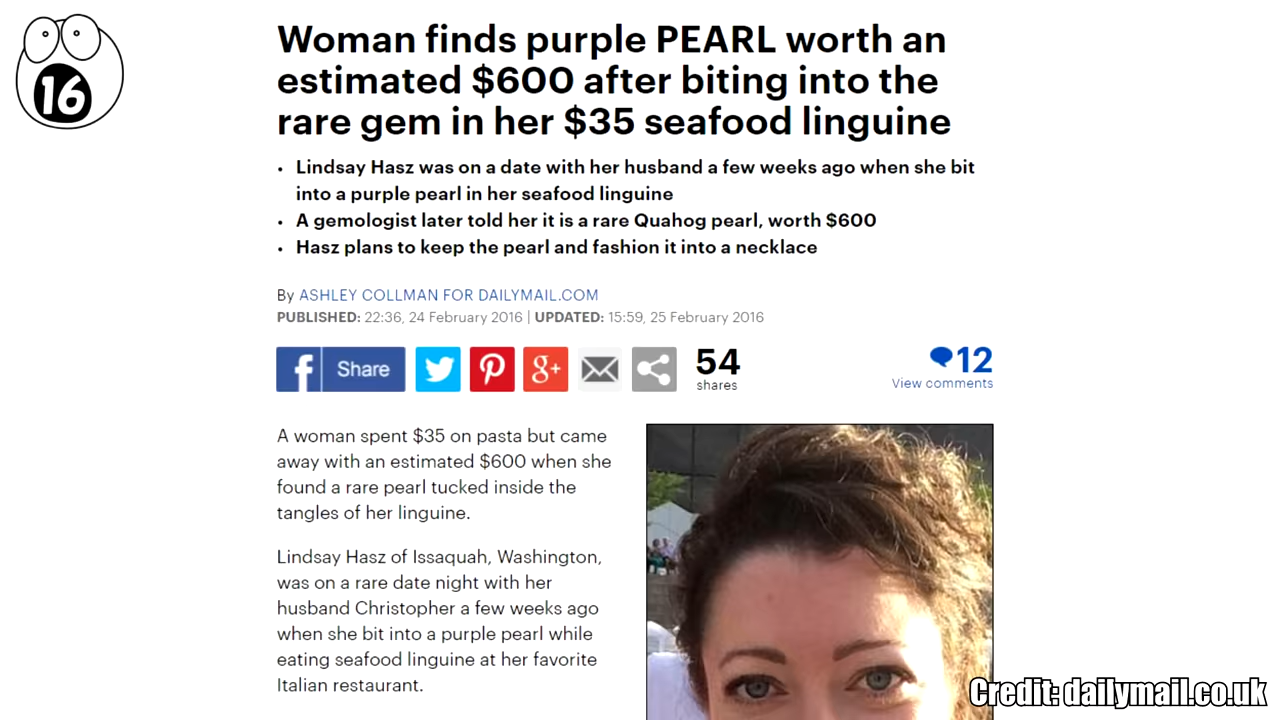 16
Woman finds purple PEARL worth an
estimated $600 after biting into the
rare gem in her $35 seafood linguine
• Lindsay Hasz was on a date with her husband a few weeks ago when she bit
into a purple pearl in her seafood linguine
• A gemologist later told her it is a rare Quahog pearl, worth $600
• Hasz plans to keep the pearl and fashion it into a necklace
By ASHLEY COLLMAN FOR DAILYMAIL.COM
PUBLISHED: 22:36, 24 February 2016 | UPDATED: 15:59, 25 February 2016
f Share
g+
54
shares
12
View comments
A woman spent $35 on pasta but came
away with an estimated $600 when she
found a rare pearl tucked inside the
tangles of her linguine.
Lindsay Hasz of Issaquah, Washington,
was on a rare date night with her
husband Christopher a few weeks ago
when she bit into a purple pearl while
eating seafood linguine at her favorite
Italian restaurant.
Credit: dailymail.co.uk